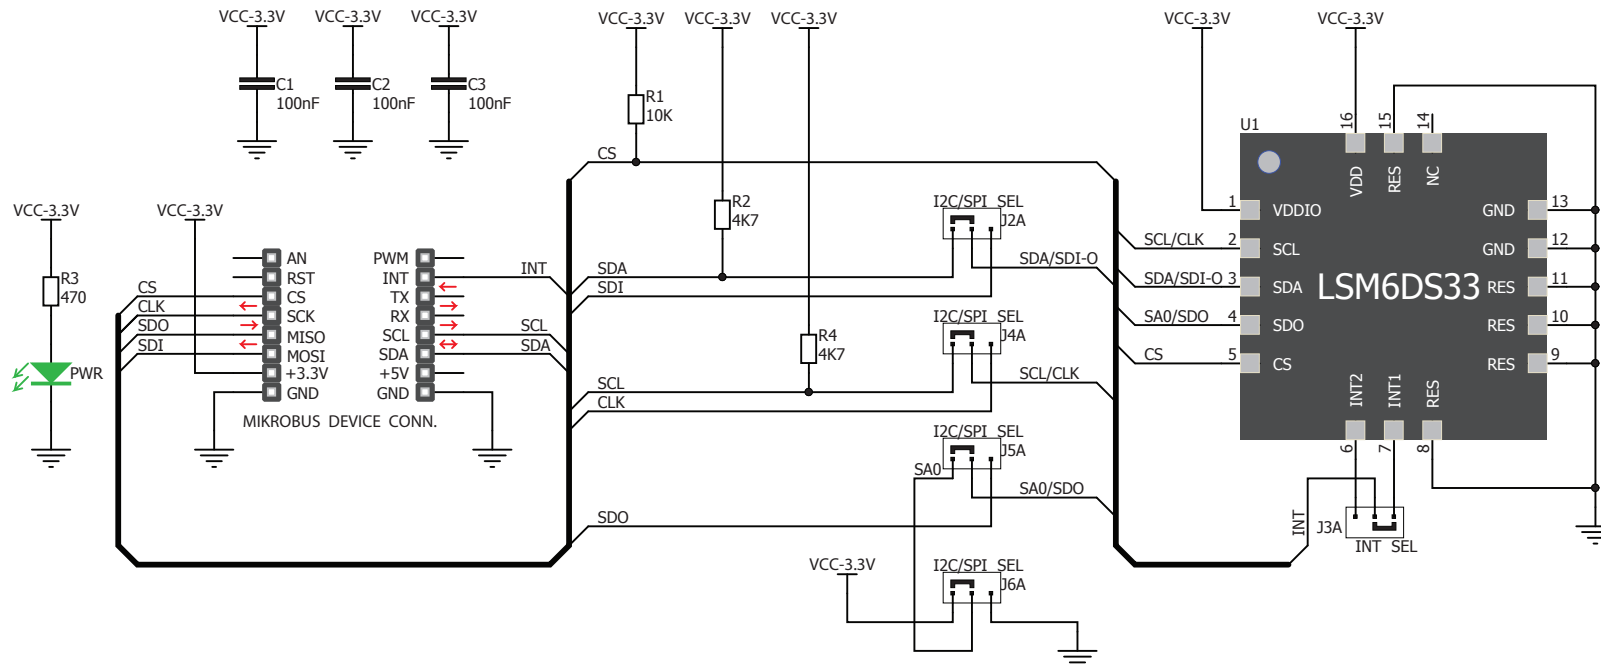 VCC-3.3V VCC-3.3V VCC-3.3V VCC-3.3V VCC-3.3V VCC-3.3V VCC-3.3V VCC-3.3V
C1 C2 C3
100nF 100nF 100nF
R1
10K
U1
16 15 14
CS
VDD RES NC
VCC-3.3V VCC-3.3V
R2
4K7
I2C/SPI SEL
J2A
1 VDDIO GND 13
AN PWM
SCL/CLK 2 SCL GND 12
RST INT INT
SDA
SDA/SDI-O
R3
470
CS CS TX
SDI
SDA/SDI-O 3 SDA LSM6DS33 RES 11
CLK SCK RX
I2C/SPI SEL
J4A
SA0/SDO 4 SDO RES 10
SDO MISO SCL SCL
R4
4K7
SDI MOSI SDA SDA
CS 5 CS RES 9
PWR
+3.3V +5V
SCL
SCL/CLK
GND GND
CLK
INT2 INT1 RES
MIKROBUS DEVICE CONN.
I2C/SPI SEL
J5A
6 7 8
SA0
SA0/SDO
SDO
INT
J3A
INT SEL
VCC-3.3V
I2C/SPI SEL
J6A